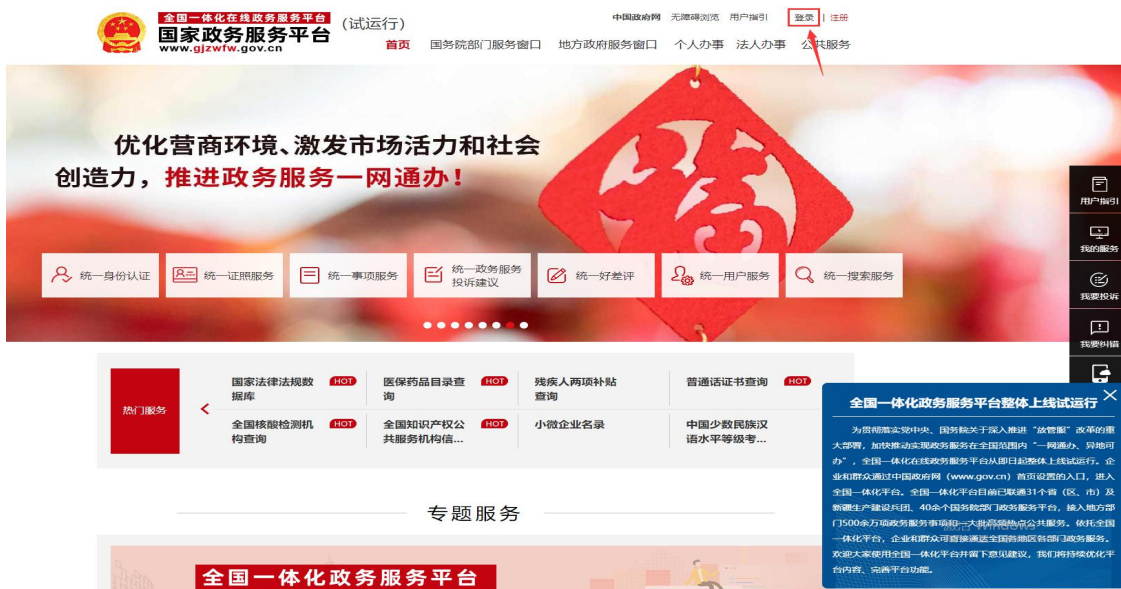 全国一体化在线政务服务平台
国家政务服务平台
www.gjzwfw.gov.cn
(试运行)
中国政府网 无障碍浏览 用户指引 登录 | 注册
首页 国务院部门服务窗口 地方政府服务窗口 个人办事 法人办事 公共服务
优化营商环境、激发市场活力和社会
创造力，推进政务服务一网通办！
福
统一身份认证
统一证照服务
统一事项服务
统一政务服务
投诉建议
统一好差评
统一用户服务
统一搜索服务
用户指引
我的服务
我要投诉
我要纠错
热门服务
国家法律法规数
据库
HOT
医保药品目录查
询
HOT
残疾人两项补贴
查询
普通话证书查询
HOT
全国核酸检测机
构查询
HOT
全国知识产权公
共服务机构信...
HOT
小微企业名录
中国少数民族汉
语水平等级考...
全国一体化政务服务平台整体上线试运行
为贯彻落实党中央、国务院关于深入推进“放管服”改革的重
大部署，加快推动实现政务服务在全国范围内“一网通办、异地可
办”，全国一体化在线政务服务平台从即日起整体上线试运行。企
业和群众通过中国政府网（www.gov.cn）首页设置的入口，进入
全国一体化平台。全国一体化平台目前已联通31个省（区、市）及
新疆生产建设兵团、40余个国务院部门政务服务平台，接入地方部
门500余万项政务服务事项和一大批高频热点公共服务。依托全国
一体化平台，企业和群众可直接通达全国各地区各部门政务服务。
欢迎大家使用全国一体化平台并留下意见建议，我们将持续优化平
台内容、完善平台功能。
激活 Windows
专题服务
全国一体化政务服务平台